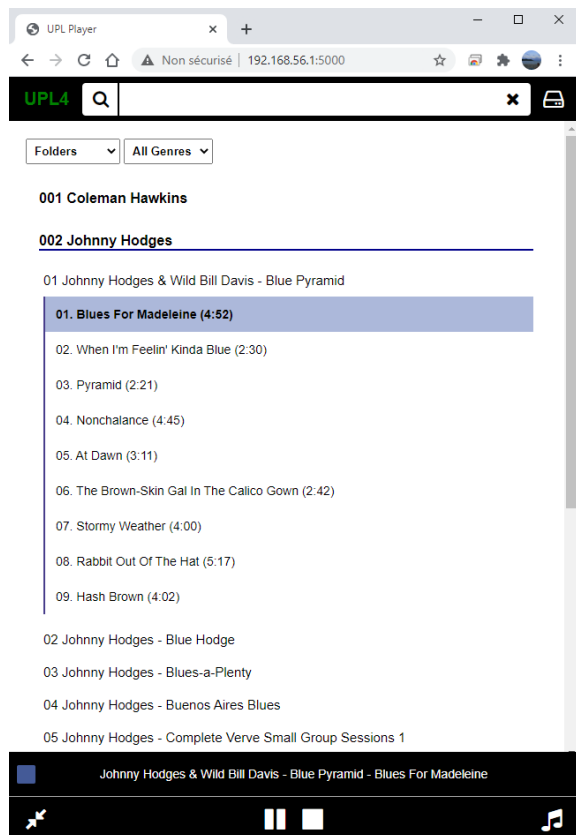 UPL Player
Non sécurisé | 192.168.56.1:5000
UPL4
Folders All Genres
001 Coleman Hawkins
002 Johnny Hodges
01 Johnny Hodges & Wild Bill Davis - Blue Pyramid
01. Blues For Madeleine (4:52)
02. When I'm Feelin' Kinda Blue (2:30)
03. Pyramid (2:21)
04. Nonchalance (4:45)
05. At Dawn (3:11)
06. The Brown-Skin Gal In The Calico Gown (2:42)
07. Stormy Weather (4:00)
08. Rabbit Out Of The Hat (5:17)
09. Hash Brown (4:02)
02 Johnny Hodges - Blue Hodge
03 Johnny Hodges - Blues-a-Plenty
04 Johnny Hodges - Buenos Aires Blues
05 Johnny Hodges - Complete Verve Small Group Sessions 1
Johnny Hodges & Wild Bill Davis - Blue Pyramid - Blues For Madeleine